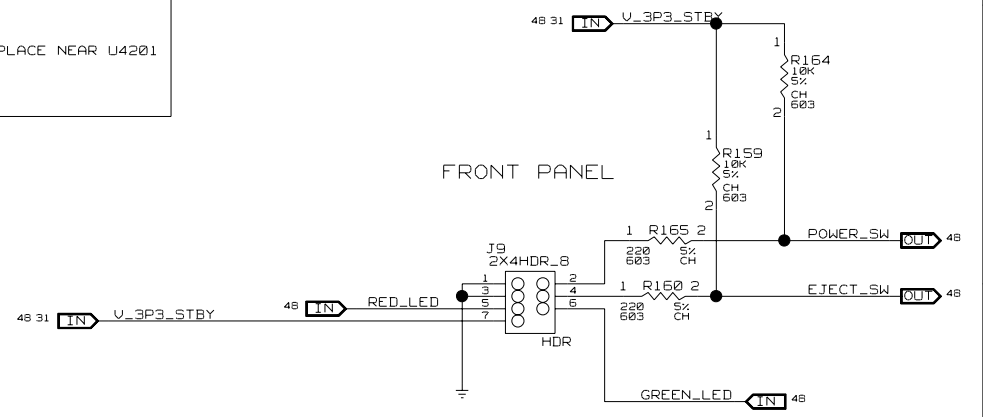 48 31 IN V_3P3_STBY
PLACE NEAR U4201
1
R164
10K
5%
CH
603
2
1
R159
10K
5%
CH
603
2
FRONT PANEL
1 R165 2
220 5%
603 CH
POWER_SW OUT 48
J9
2X4HDR_8
1 2
3 4
5 6
7
HDR
1 R160 2
220 5%
603 CH
EJECT_SW OUT 48
48 IN RED_LED
48 31 IN V_3P3_STBY
GREEN_LED IN 48